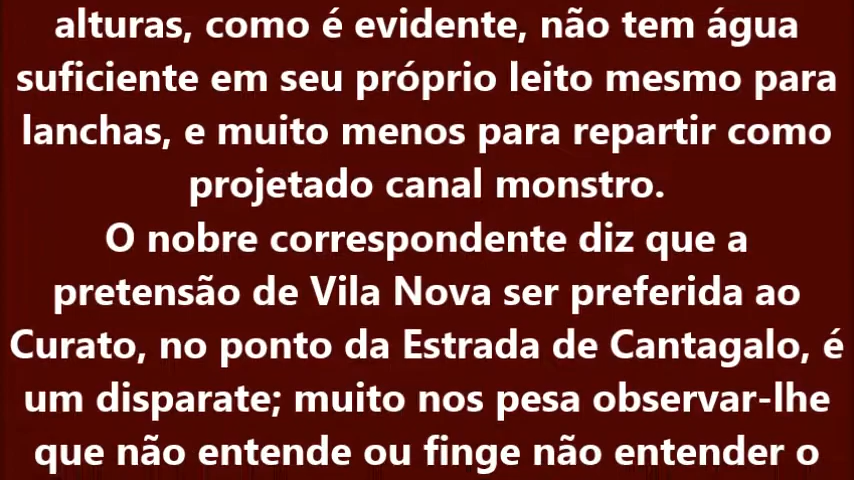 alturas, como é evidente, não tem água
suficiente em seu próprio leito mesmo para
lanchas, e muito menos para repartir como
projetado canal monstro.
O nobre correspondente diz que a
pretensão de Vila Nova ser preferida ao
Curato, no ponto da Estrada de Cantagalo, é
um disparate; muito nos pesa observar-lhe
que não entende ou finge não entender o